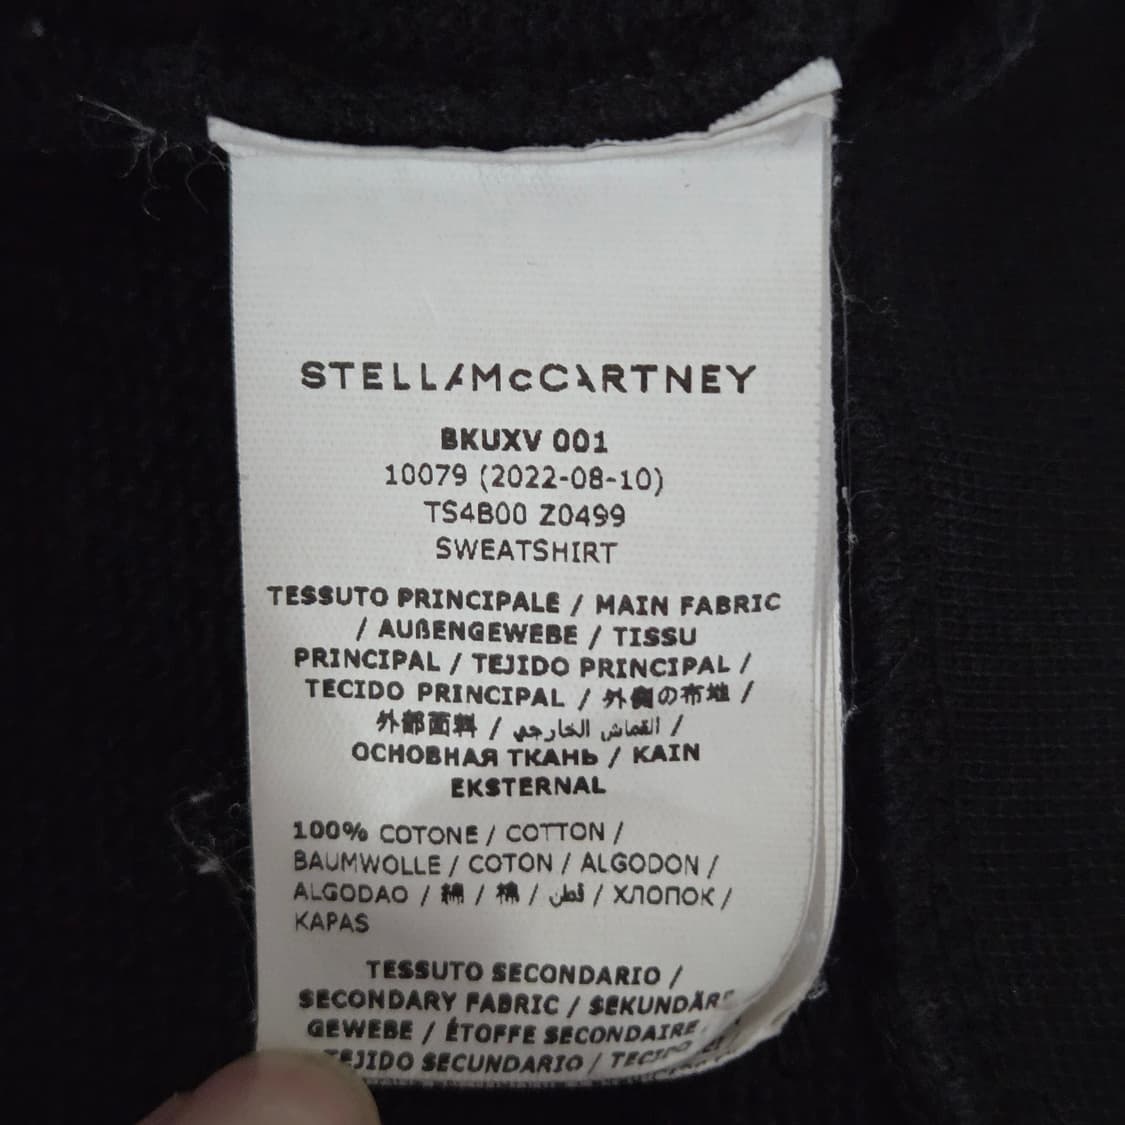 STELLAMcCARTNEY
BKUXV 001
10079 (2022-08-10)
TS4B00 Z0499
SWEATSHIRT
TESSUTO PRINCIPALE / MAIN FABRIC
/ AUßENGEWEBE / TISSU
PRINCIPAL / TEJIDO PRINCIPAL /
TECIDO PRINCIPAL / 外側の布地 /
外部面料 / القماش الخارجي /
ОСНОВНАЯ ТКАНЬ / KAIN
EKSTERNAL
100% COTONE / COTTON /
BAUMWOLLE / COTON / ALGODON /
ALGODAO / 綿 / 棉 / قطن / ХЛОПОК /
KAPAS
TESSUTO SECONDARIO /
SECONDARY FABRIC / SEKUNDÄRE
GEWEBE / ÉTOFFE SECONDAIRE
TEJIDO SECUNDARIO / TECIDO